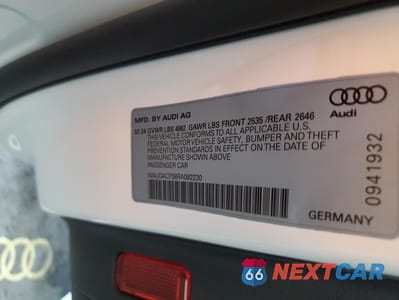 MFD. BY AUDI AG
02 24 GVWR LBS 4982 GAWR LBS FRONT 2535 /REAR 2646
THIS VEHICLE CONFORMS TO ALL APPLICABLE U.S.
FEDERAL MOTOR VEHICLE SAFETY, BUMPER AND THEFT
PREVENTION STANDARDS IN EFFECT ON THE DATE OF
MANUFACTURE SHOWN ABOVE
PASSENGER CAR
Audi
0941932
GERMANY
66 NEXTCAR